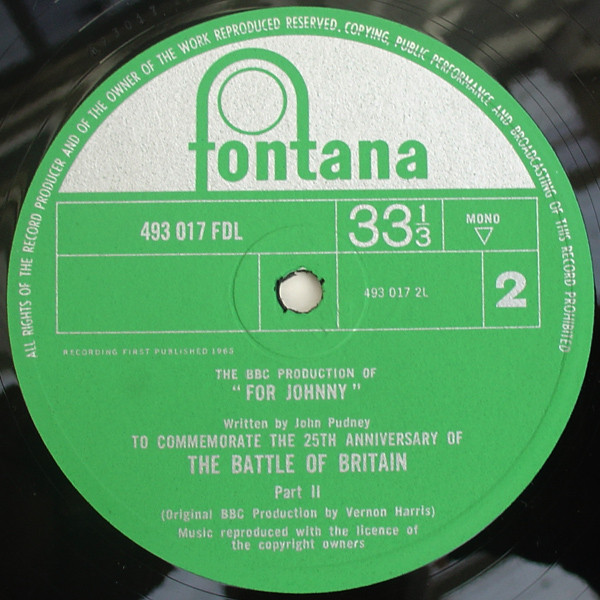 ALL RIGHTS OF THE RECORD PRODUCER AND OF THE OWNER OF THE WORK REPRODUCED RESERVED. COPYING, PUBLIC PERFORMANCE AND BROADCASTING OF THIS RECORD PROHIBITED
fontana
493 017 FDL
33 1/3
MONO
493 017 2L
2
RECORDING FIRST PUBLISHED 1965
THE BBC PRODUCTION OF
"FOR JOHNNY"
Written by John Pudney
TO COMMEMORATE THE 25TH ANNIVERSARY OF
THE BATTLE OF BRITAIN
Part II
(Original BBC Production by Vernon Harris)
Music reproduced with the licence of
the copyright owners